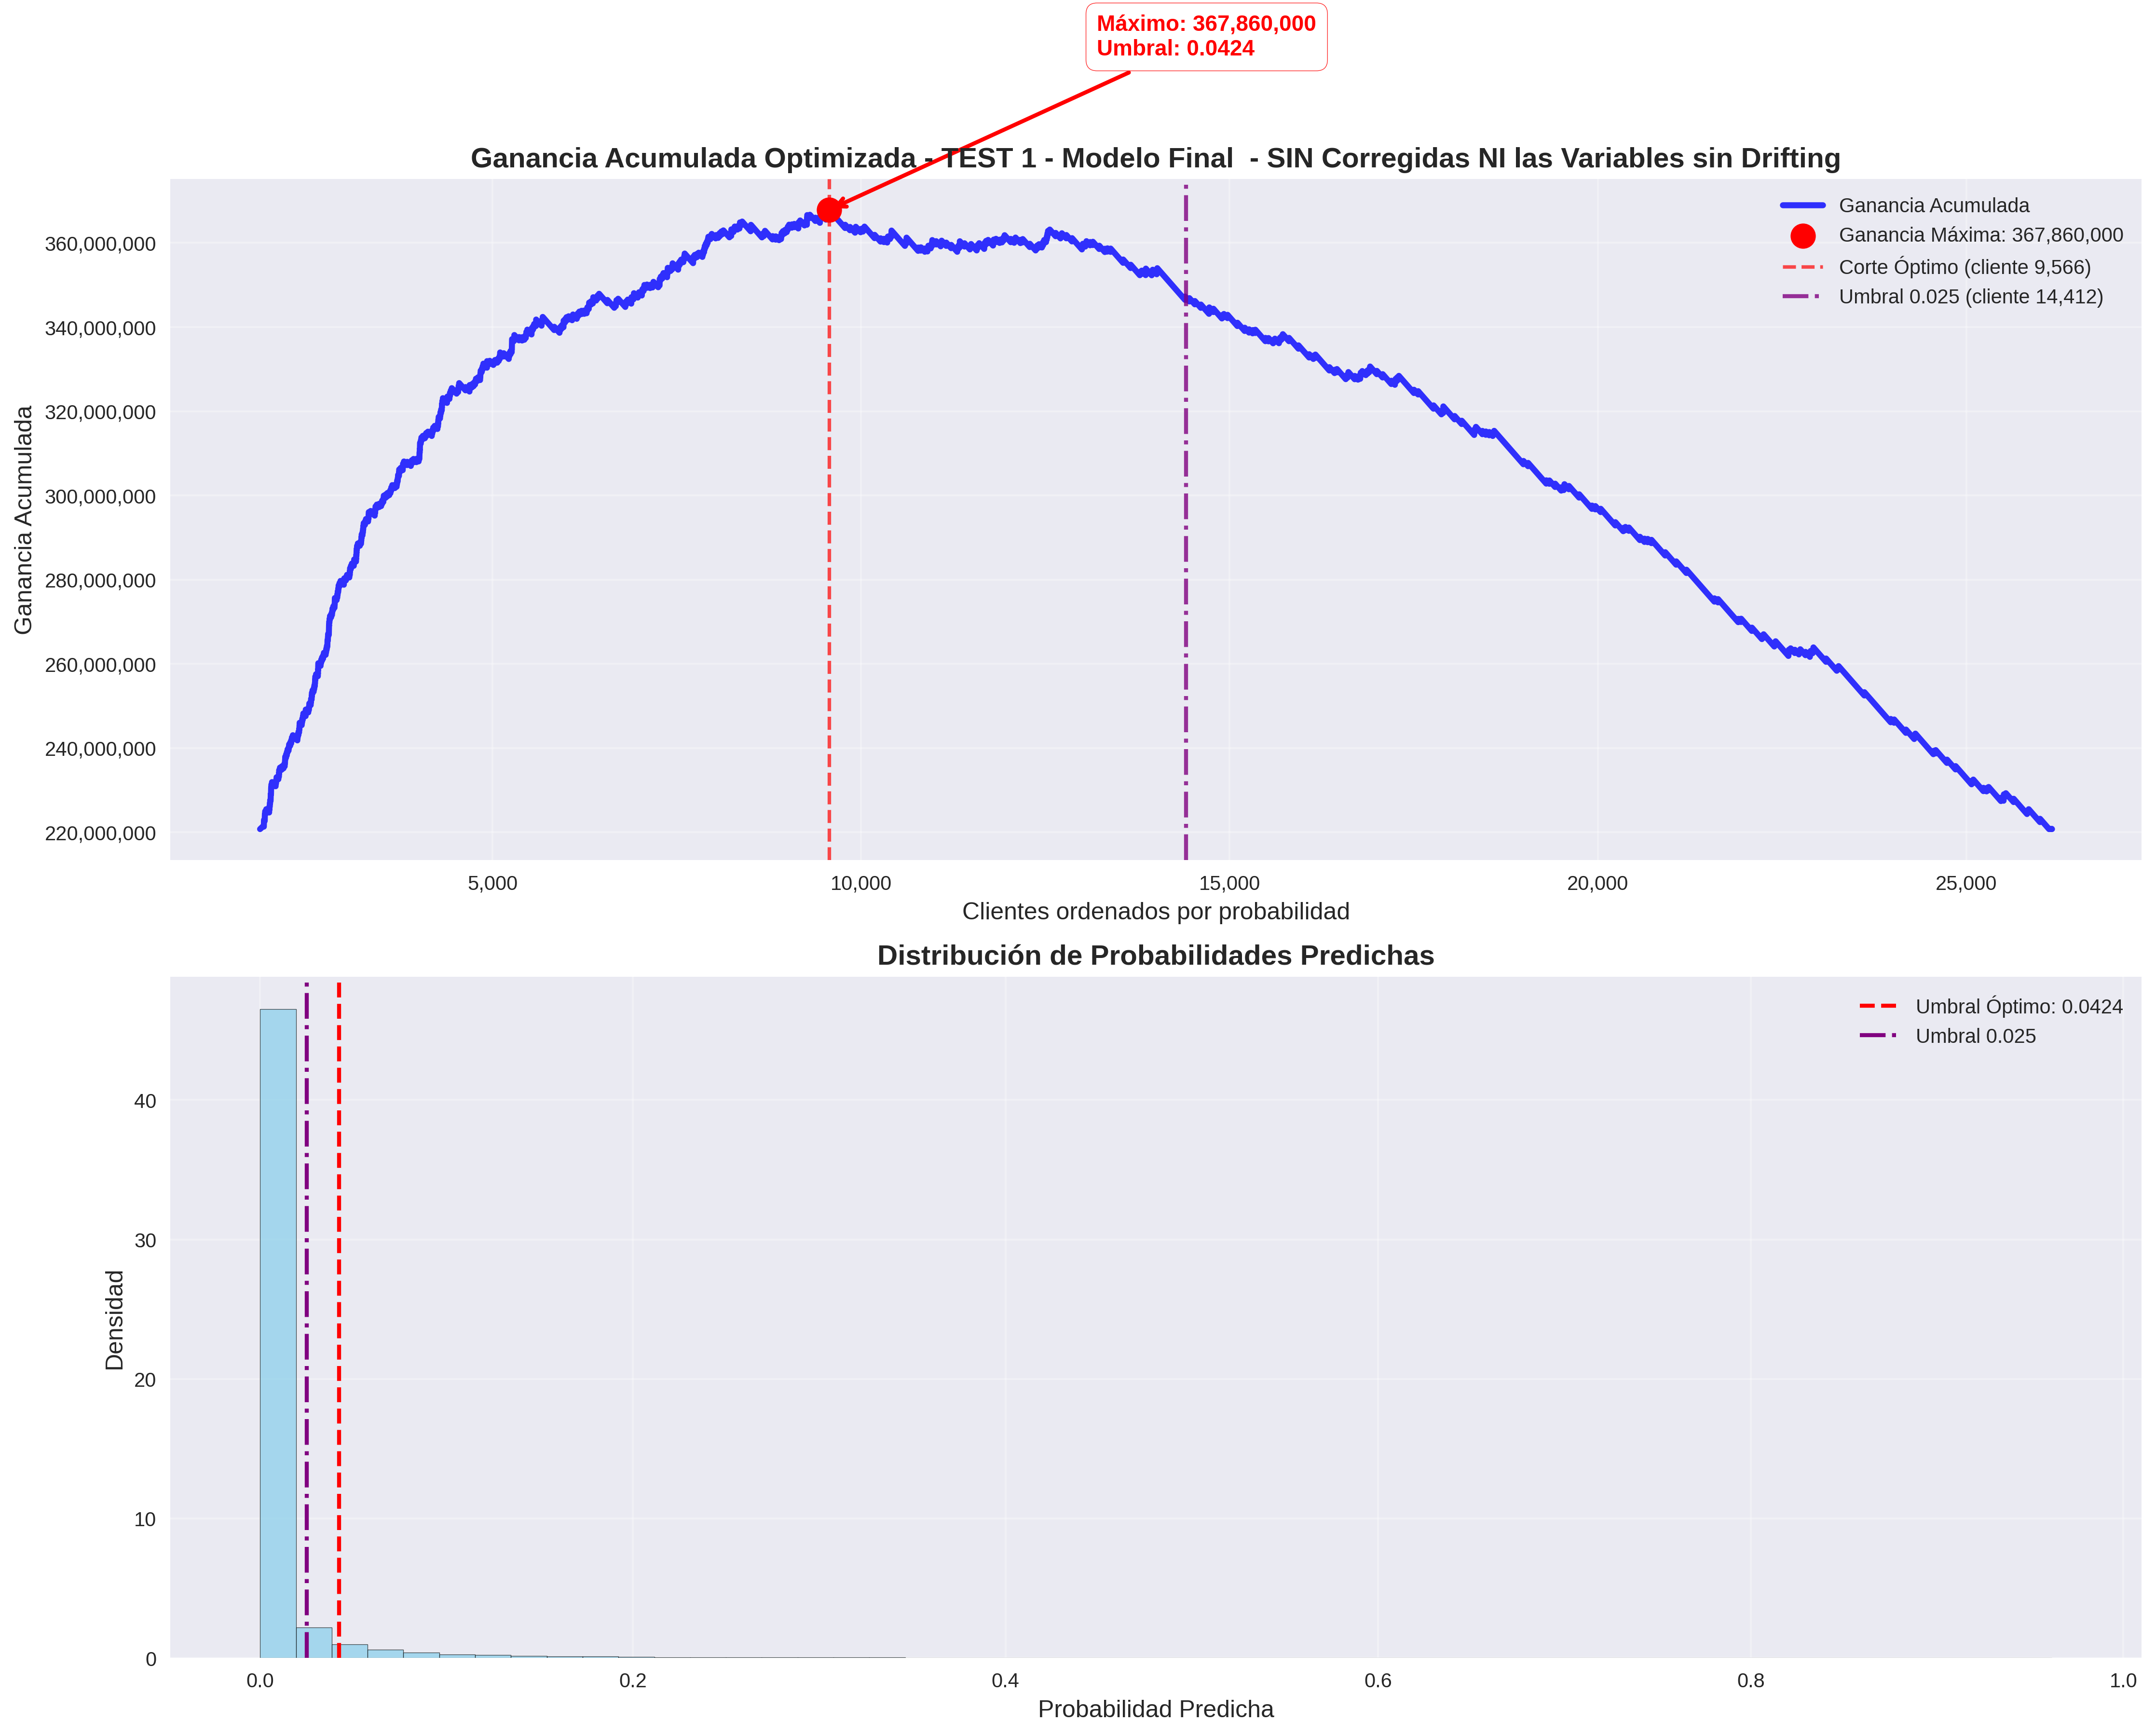 Máximo: 367,860,000
Umbral: 0.0424
Ganancia Acumulada Optimizada - TEST 1 - Modelo Final  - SIN Corregidas NI las Variables sin Drifting
Ganancia Acumulada
Ganancia Máxima: 367,860,000
Corte Óptimo (cliente 9,566)
Umbral 0.025 (cliente 14,412)
Ganancia Acumulada
360,000,000
340,000,000
320,000,000
300,000,000
280,000,000
260,000,000
240,000,000
220,000,000
5,000
10,000
15,000
20,000
25,000
Clientes ordenados por probabilidad
Distribución de Probabilidades Predichas
Umbral Óptimo: 0.0424
Umbral 0.025
Densidad
40
30
20
10
0
0.0
0.2
0.4
0.6
0.8
1.0
Probabilidad Predicha